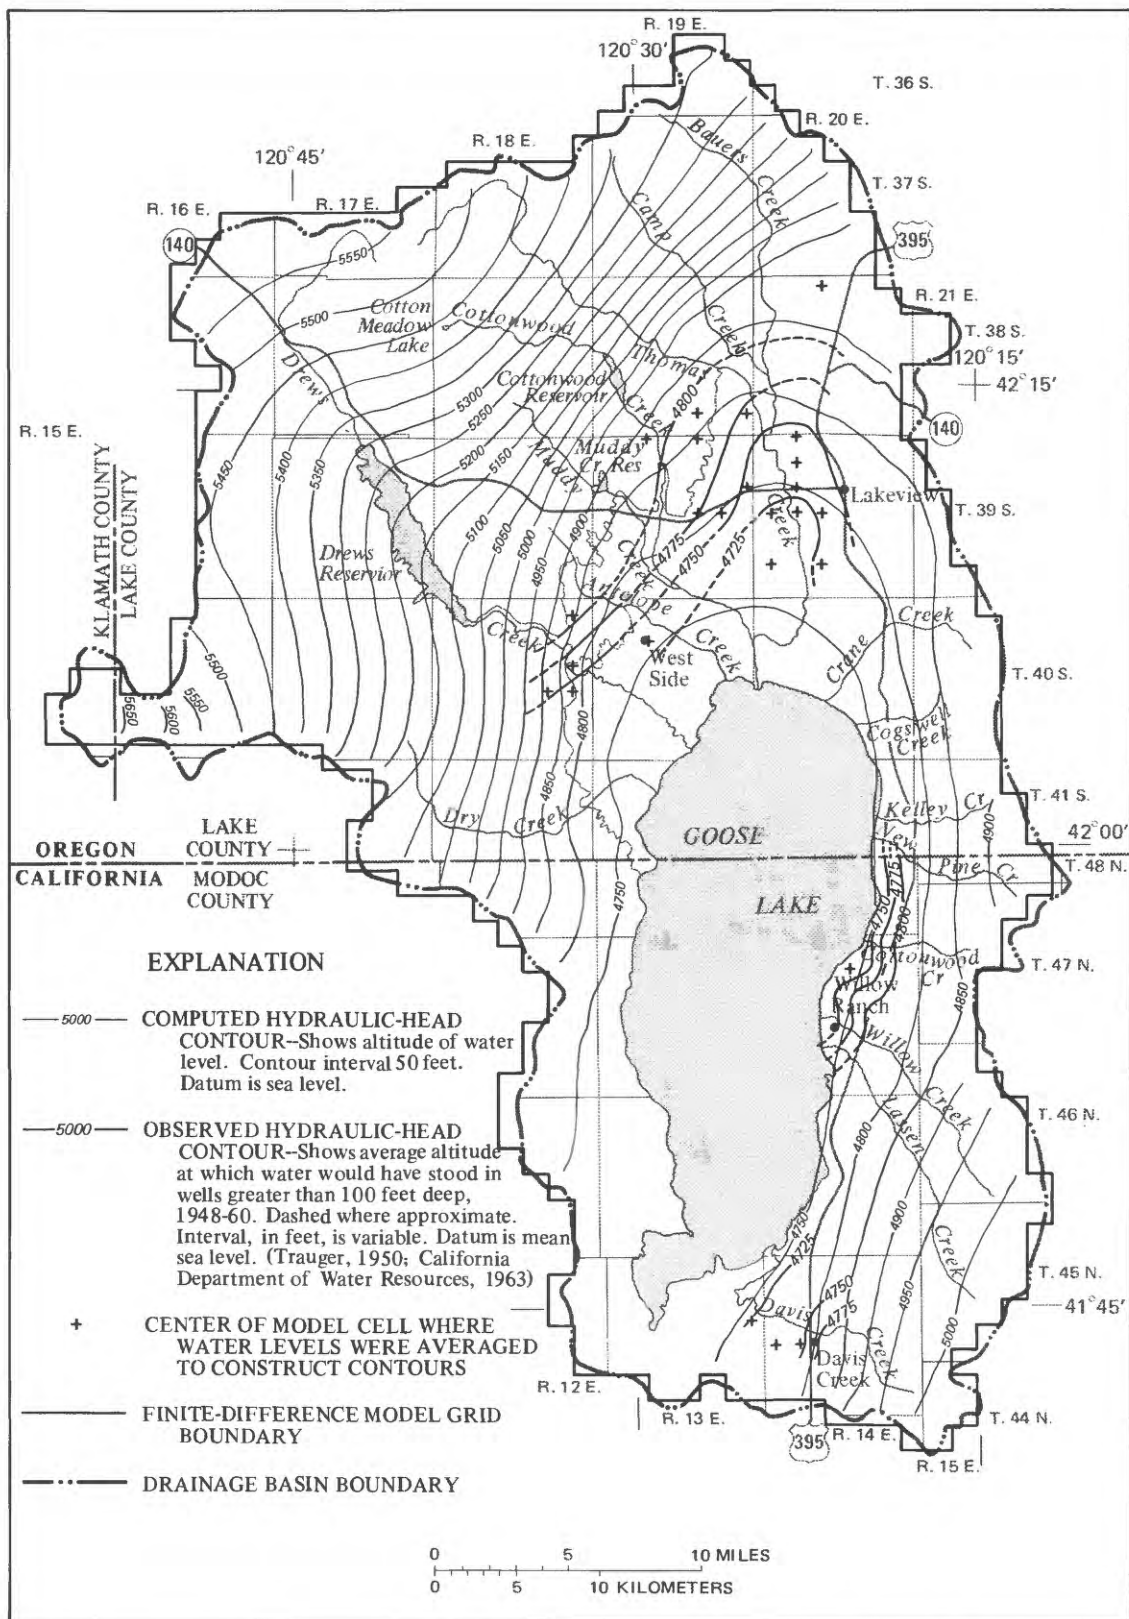 R. 19 E.
120°30'
T. 36 S.
R. 20 E.
R. 18 E.
Bauers
Creek
120°45'
T. 37 S.
R. 17 E.
R. 16 E.
Camp
Creek
140
395
5550
R. 21 E.
5500
Cotton
Meadow
Lake
Cottonwood
Creek
T. 38 S.
120°15'
42°15'
Drews
Creek
Thomas
Creek
Cottonwood
Reservoir
5300
5250
4800
140
R. 15 E.
5450
5400
5350
5200
5150
Muddy
Creek
Muddy
Cr. Res
Lakeview
T. 39 S.
KLAMATH COUNTY
LAKE COUNTY
5100
5050
5000
4950
4900
4775
4750
4725
Drews
Reservior
Antelope
Creek
Crane
Creek
West
Side
T. 40 S.
5500
5550
5600
5650
4800
Cogswell
Creek
4850
T. 41 S.
Dry
Creek
Kelley Cr
4900
OREGON
LAKE
COUNTY
GOOSE
New
Pine Cr
42°00'
CALIFORNIA
MODOC
COUNTY
T. 48 N.
4750
LAKE
4750
4775
4800
Cottonwood
Cr
T. 47 N.
4850
Willow
Ranch
Willow
Creek
Lassen
Creek
T. 46 N.
4800
4900
4750
4725
4950
T. 45 N.
41°45'
5000
4750
4775
Davis
Creek
Davis
Creek
R. 12 E.
R. 13 E.
T. 44 N.
395
R. 14 E.
R. 15 E.
EXPLANATION
5000 COMPUTED HYDRAULIC-HEAD
CONTOUR–Shows altitude of water
level. Contour interval 50 feet.
Datum is sea level.
5000 OBSERVED HYDRAULIC-HEAD
CONTOUR–Shows average altitude
at which water would have stood in
wells greater than 100 feet deep,
1948-60. Dashed where approximate.
Interval, in feet, is variable. Datum is mean
sea level. (Trauger, 1950; California
Department of Water Resources, 1963)
+ CENTER OF MODEL CELL WHERE
WATER LEVELS WERE AVERAGED
TO CONSTRUCT CONTOURS
FINITE-DIFFERENCE MODEL GRID
BOUNDARY
DRAINAGE BASIN BOUNDARY
0 5 10 MILES
0 5 10 KILOMETERS